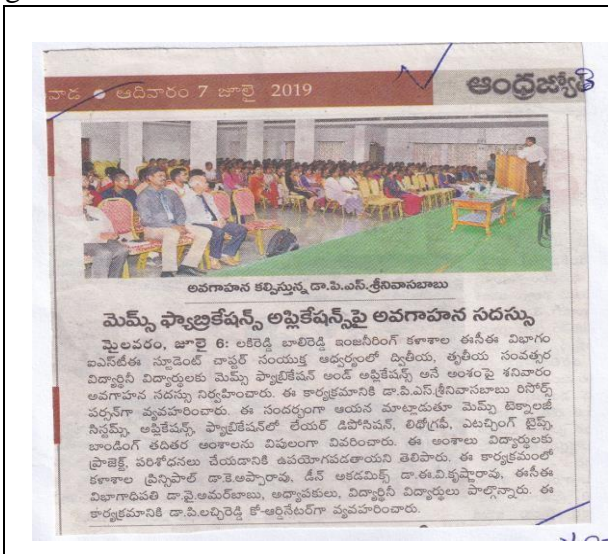 వాడ ● ఆదివారం 7 జూలై 2019
ఆంధ్రజ్యోతి
అవగాహన కల్పిస్తున్న డా.పి.ఎస్.శ్రీనివాసబాబు
మెమ్స్ ఫ్యాబ్రికేషన్స్ అప్లికేషన్స్‌పై అవగాహన సదస్సు
మైలవరం, జూలై 6: లకిరెడ్డి బాలిరెడ్డి ఇంజనీరింగ్ కళాశాల ఈసీఈ విభాగం
ఐఎస్‌టీఈ స్టూడెంట్ చాప్టర్ సంయుక్త ఆధ్వర్యంలో ద్వితీయ, తృతీయ సంవత్సర
విద్యార్థినీ విద్యార్థులకు మెమ్స్ ఫ్యాబ్రికేషన్ అండ్ అప్లికేషన్స్ అనే అంశంపై శనివారం
అవగాహన సదస్సు నిర్వహించారు. ఈ కార్యక్రమానికి డా.పి.ఎస్.శ్రీనివాసబాబు రిసోర్స్
పర్సన్‌గా వ్యవహరించారు. ఈ సందర్భంగా ఆయన మాట్లాడుతూ మెమ్స్ టెక్నాలజీ
సిస్టమ్స్, అప్లికేషన్స్, ఫ్యాబ్రికేషన్‌లో లేయర్ డిపోసిషన్, లిథోగ్రఫీ, ఎటచ్చింగ్ టైప్స్,
బాండింగ్ తదితర అంశాలను విపులంగా వివరించారు. ఈ అంశాలు విద్యార్థులకు
ప్రాజెక్ట్, పరిశోధనలు చేయడానికి ఉపయోగపడతాయని తెలిపారు. ఈ కార్యక్రమంలో
కళాశాల ప్రిన్సిపాల్ డా.కె.అప్పారావు, డీన్ అకడమిక్స్ డా.ఈ.వి.కృష్ణారావు, ఈసీఈ
విభాగాధిపతి డా.వై.అమర్‌బాబు, అధ్యాపకులు, విద్యార్థినీ విద్యార్థులు పాల్గొన్నారు. ఈ
కార్యక్రమానికి డా.పి.లచ్చిరెడ్డి కో-ఆర్డినేటర్‌గా వ్యవహరించారు.